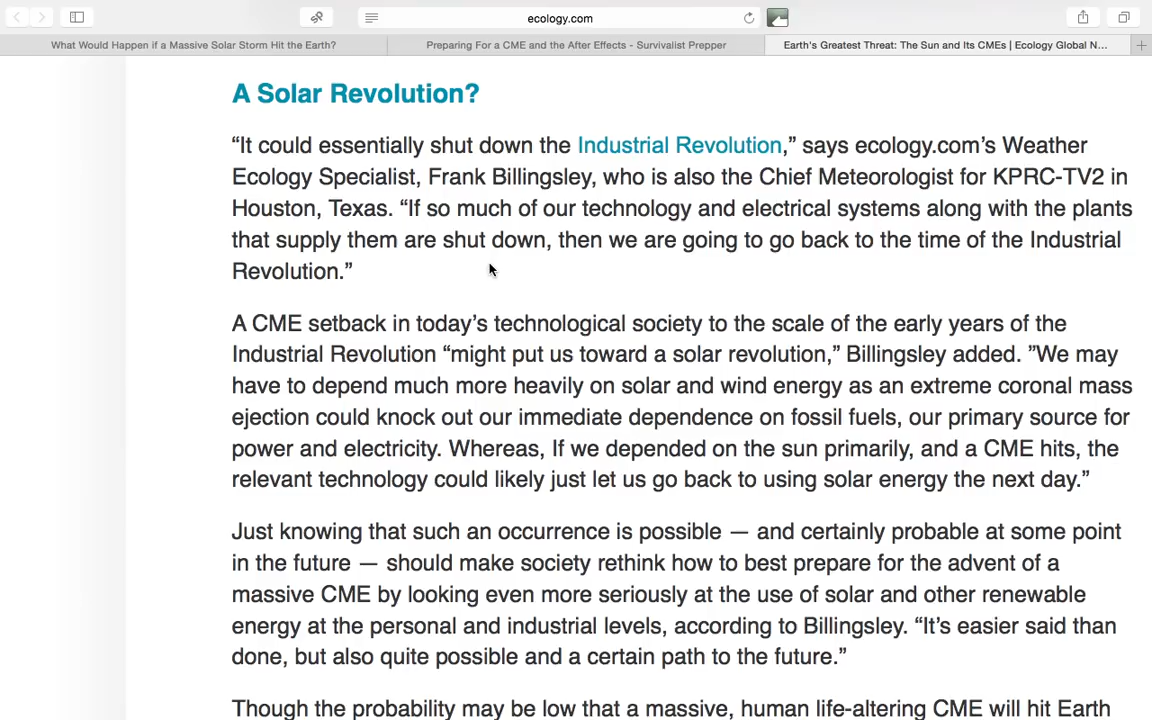 ecology.com
What Would Happen if a Massive Solar Storm Hit the Earth?
Preparing For a CME and the After Effects - Survivalist Prepper
Earth's Greatest Threat: The Sun and Its CMEs | Ecology Global N...
A Solar Revolution?
“It could essentially shut down the Industrial Revolution,” says ecology.com’s Weather
Ecology Specialist, Frank Billingsley, who is also the Chief Meteorologist for KPRC-TV2 in
Houston, Texas. “If so much of our technology and electrical systems along with the plants
that supply them are shut down, then we are going to go back to the time of the Industrial
Revolution.”
A CME setback in today’s technological society to the scale of the early years of the
Industrial Revolution “might put us toward a solar revolution,” Billingsley added. ”We may
have to depend much more heavily on solar and wind energy as an extreme coronal mass
ejection could knock out our immediate dependence on fossil fuels, our primary source for
power and electricity. Whereas, If we depended on the sun primarily, and a CME hits, the
relevant technology could likely just let us go back to using solar energy the next day.”
Just knowing that such an occurrence is possible — and certainly probable at some point
in the future — should make society rethink how to best prepare for the advent of a
massive CME by looking even more seriously at the use of solar and other renewable
energy at the personal and industrial levels, according to Billingsley. “It’s easier said than
done, but also quite possible and a certain path to the future.”
Though the probability may be low that a massive, human life-altering CME will hit Earth